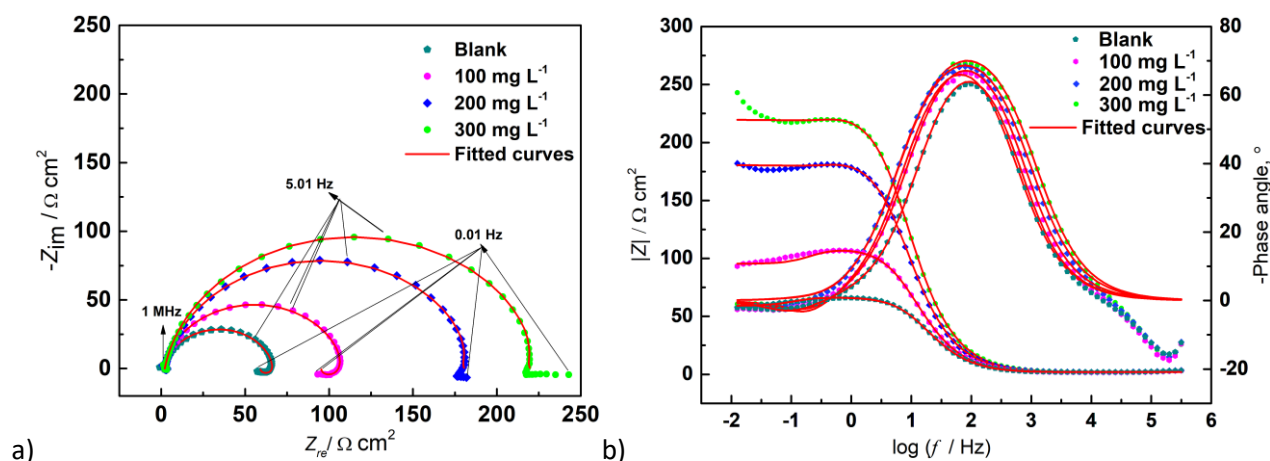 a)
-Zim / Ω cm²
250
200
150
100
50
0
0 50 100 150 200 250
Zre/ Ω cm²
Blank
100 mg L⁻¹
200 mg L⁻¹
300 mg L⁻¹
Fitted curves
5.01 Hz
0.01 Hz
1 MHz
b)
|Z| / Ω cm²
300
250
200
150
100
50
0
-2 -1 0 1 2 3 4 5 6
log (f / Hz)
Blank
100 mg L⁻¹
200 mg L⁻¹
300 mg L⁻¹
Fitted curves
80
60
40
20
0
-20
-Phase angle, °